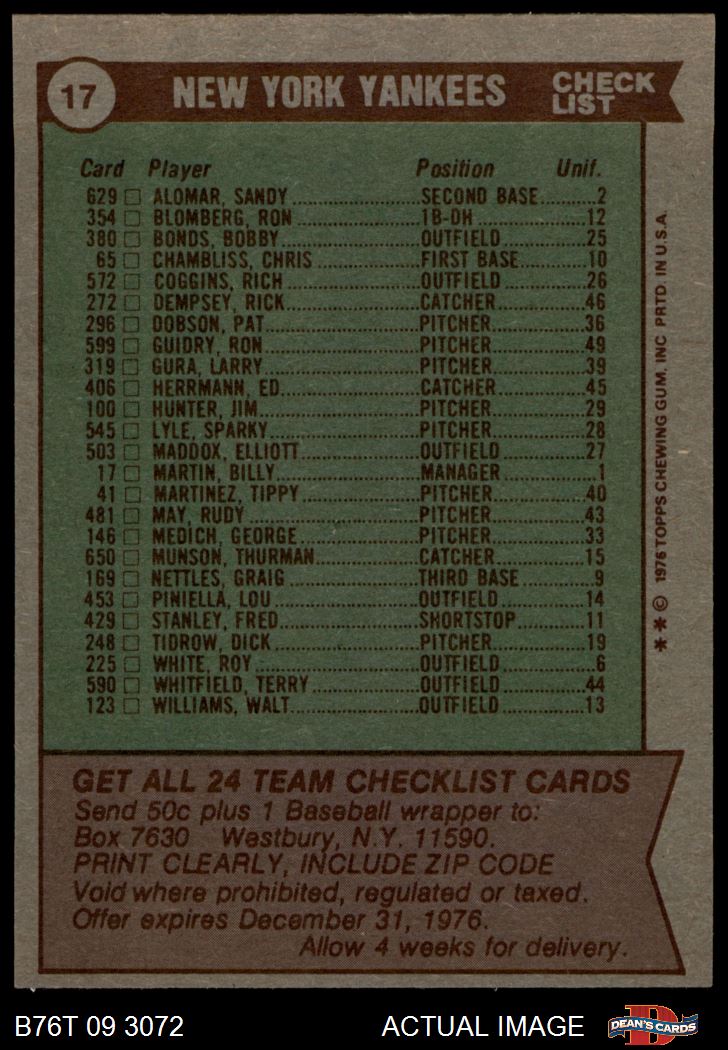 17 NEW YORK YANKEES CHECK LIST
Card Player Position Unif.
629 □ ALOMAR, SANDY SECOND BASE 2
354 □ BLOMBERG, RON 1B-DH 12
380 □ BONDS, BOBBY OUTFIELD 25
65 □ CHAMBLISS, CHRIS FIRST BASE 10
572 □ COGGINS, RICH OUTFIELD 26
272 □ DEMPSEY, RICK CATCHER 46
296 □ DOBSON, PAT PITCHER 36
599 □ GUIDRY, RON PITCHER 49
319 □ GURA, LARRY PITCHER 39
406 □ HERRMANN, ED CATCHER 45
100 □ HUNTER, JIM PITCHER 29
545 □ LYLE, SPARKY PITCHER 28
503 □ MADDOX, ELLIOTT OUTFIELD 27
17 □ MARTIN, BILLY MANAGER 1
41 □ MARTINEZ, TIPPY PITCHER 40
481 □ MAY, RUDY PITCHER 43
146 □ MEDICH, GEORGE PITCHER 33
650 □ MUNSON, THURMAN CATCHER 15
169 □ NETTLES, GRAIG THIRD BASE 9
453 □ PINIELLA, LOU OUTFIELD 14
429 □ STANLEY, FRED SHORTSTOP 11
248 □ TIDROW, DICK PITCHER 19
225 □ WHITE, ROY OUTFIELD 6
590 □ WHITFIELD, TERRY OUTFIELD 44
123 □ WILLIAMS, WALT OUTFIELD 13
**© 1976 TOPPS CHEWING GUM, INC PRTD. IN U.S.A.
GET ALL 24 TEAM CHECKLIST CARDS
Send 50c plus 1 Baseball wrapper to:
Box 7630 Westbury, N.Y. 11590.
PRINT CLEARLY, INCLUDE ZIP CODE
Void where prohibited, regulated or taxed.
Offer expires December 31, 1976.
Allow 4 weeks for delivery.
B76T 09 3072 ACTUAL IMAGE DEAN'S CARDS